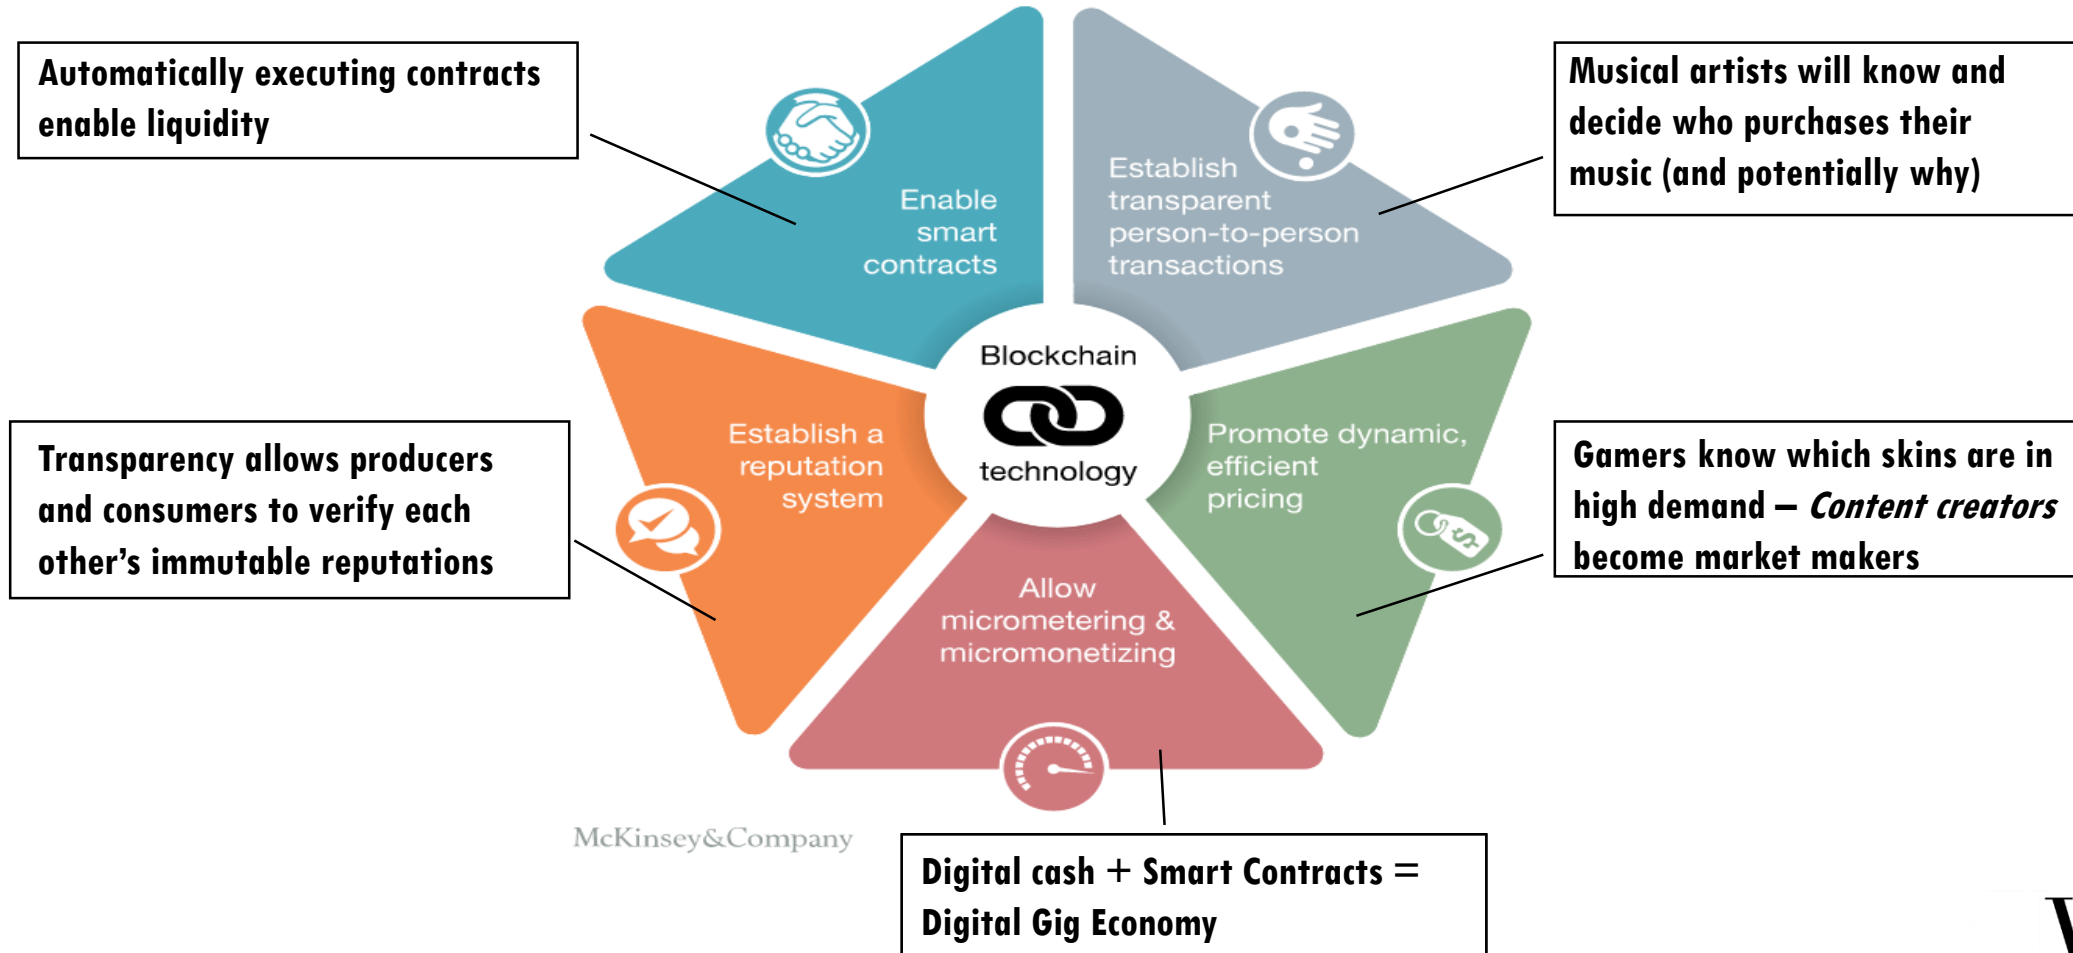 Automatically executing contracts
enable liquidity
Musical artists will know and
decide who purchases their
music (and potentially why)
Enable
smart
contracts
Establish
transparent
person-to-person
transactions
Blockchain
technology
Transparency allows producers
and consumers to verify each
other’s immutable reputations
Establish a
reputation
system
Promote dynamic,
efficient
pricing
Gamers know which skins are in
high demand – Content creators
become market makers
Allow
micrometering &
micromonetizing
McKinsey&Company
Digital cash + Smart Contracts =
Digital Gig Economy